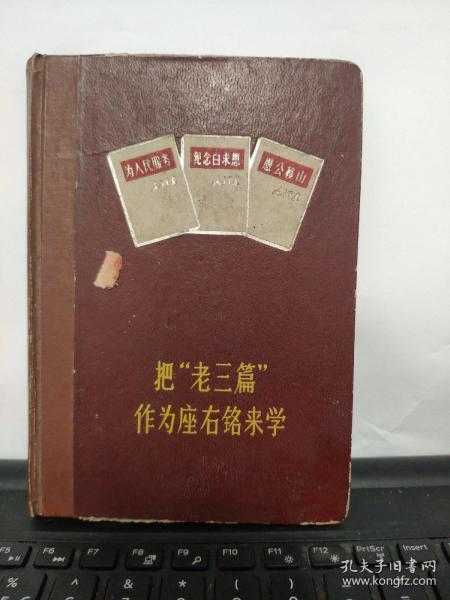 为人民服务
纪念白求恩
愚公移山
把“老三篇”
作为座右铭来学
F5
F6
F7
F8
F9
F10
F11
F12
PrtScr
Insert
%
^
&
*
(
)
孔夫子旧书网
www.kongfz.com